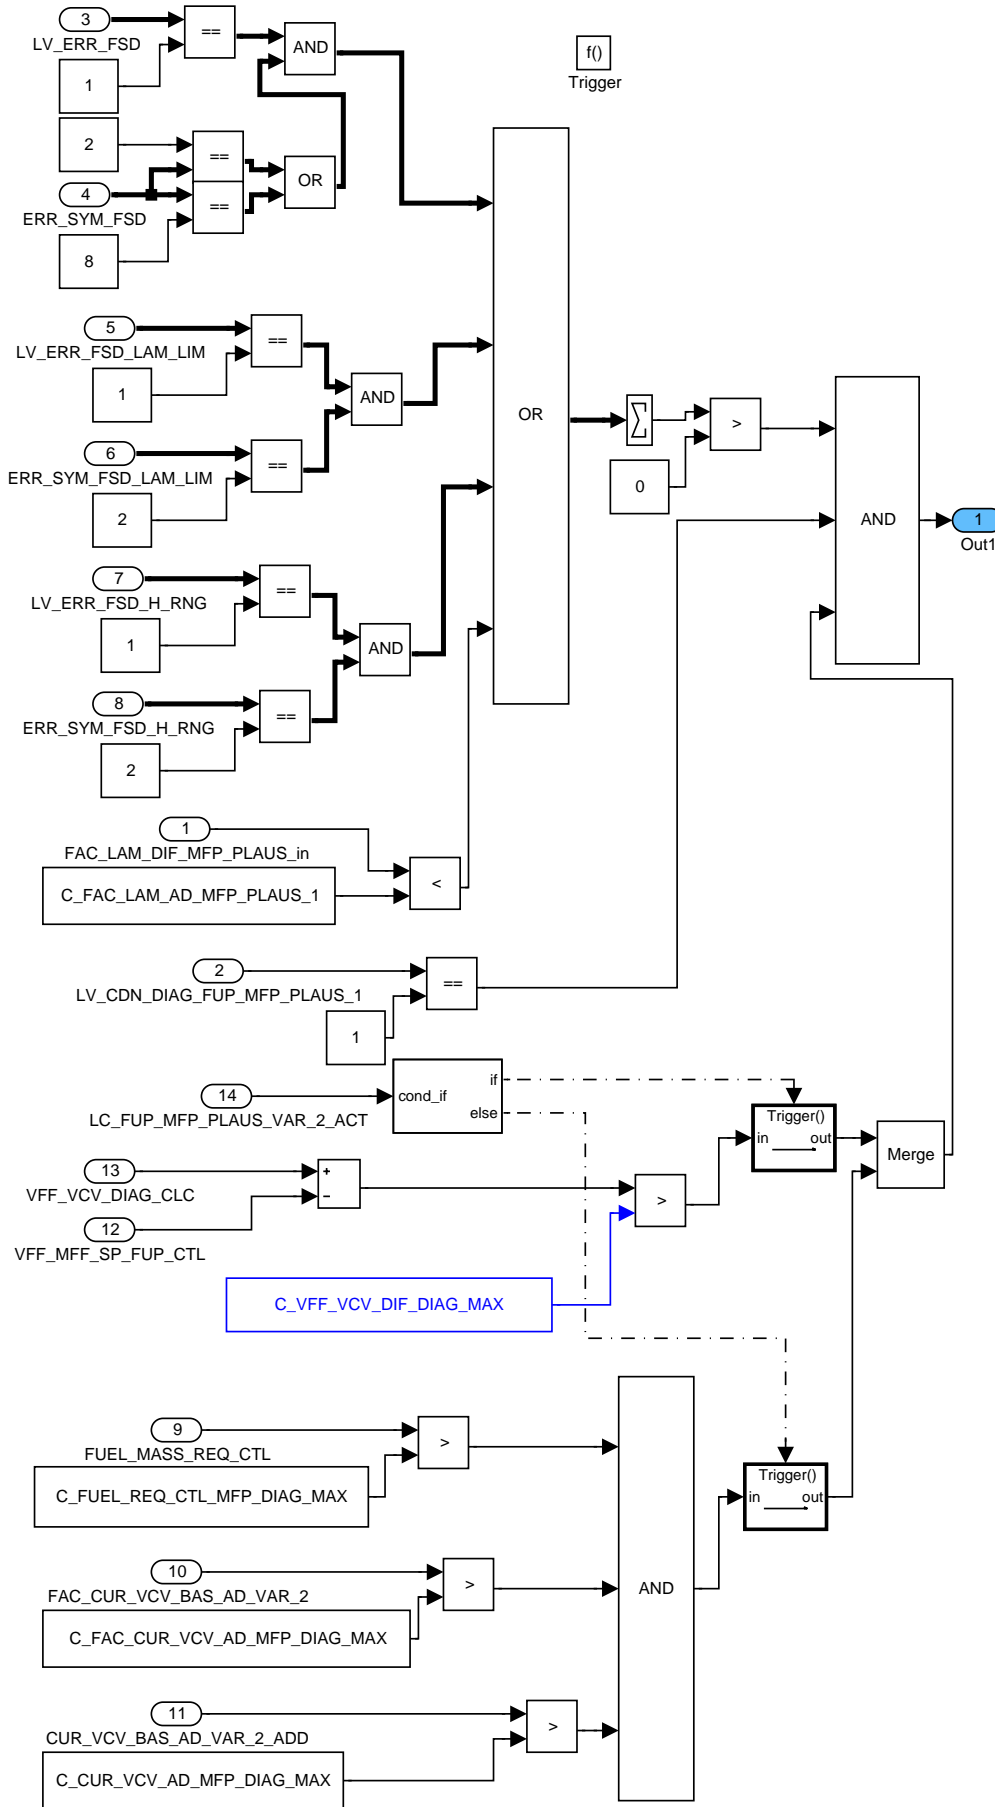 3
LV_ERR_FSD
==
1
AND
f()
Trigger
2
==
4
ERR_SYM_FSD
==
OR
8
5
LV_ERR_FSD_LAM_LIM
==
1
AND
6
ERR_SYM_FSD_LAM_LIM
==
2
OR
>
0
AND
1
Out1
7
LV_ERR_FSD_H_RNG
==
1
AND
8
ERR_SYM_FSD_H_RNG
==
2
1
FAC_LAM_DIF_MFP_PLAUS_in
C_FAC_LAM_AD_MFP_PLAUS_1
<
2
LV_CDN_DIAG_FUP_MFP_PLAUS_1
==
1
14
LC_FUP_MFP_PLAUS_VAR_2_ACT
cond_if
if
else
Trigger()
in
out
Merge
13
VFF_VCV_DIAG_CLC
+
−
12
VFF_MFF_SP_FUP_CTL
>
C_VFF_VCV_DIF_DIAG_MAX
9
FUEL_MASS_REQ_CTL
>
C_FUEL_REQ_CTL_MFP_DIAG_MAX
Trigger()
in
out
10
FAC_CUR_VCV_BAS_AD_VAR_2
>
C_FAC_CUR_VCV_AD_MFP_DIAG_MAX
AND
11
CUR_VCV_BAS_AD_VAR_2_ADD
>
C_CUR_VCV_AD_MFP_DIAG_MAX